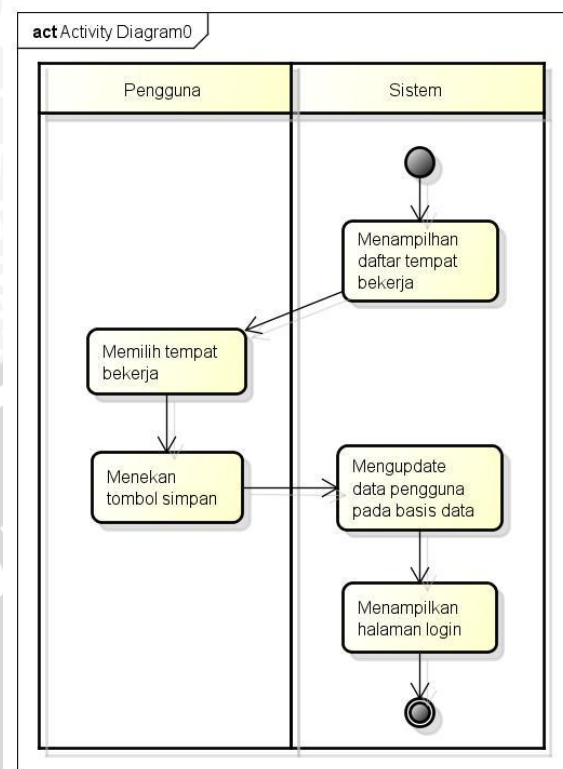 act Activity Diagram0
Pengguna
Sistem
Menampilhan
daftar tempat
bekerja
Memilih tempat
bekerja
Menekan
tombol simpan
Mengupdate
data pengguna
pada basis data
Menampilkan
halaman login